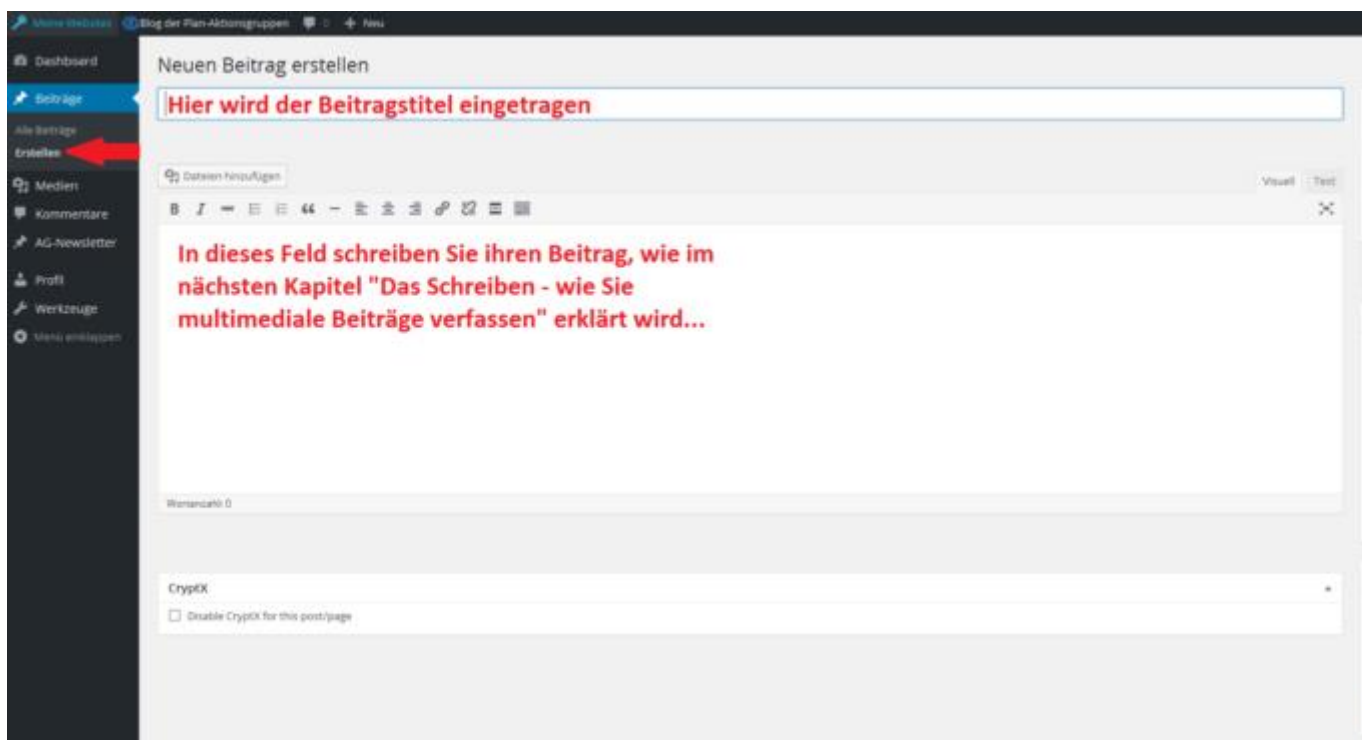 Meine Websites Blog der Plan-Aktionsgruppen 0 Neu
Dashboard
Beiträge
Alle Beiträge
Erstellen
Medien
Kommentare
AG-Newsletter
Profil
Werkzeuge
Menü einklappen
Neuen Beitrag erstellen
Hier wird der Beitragstitel eingetragen
Dateien hinzufügen
Visuell Text
B I
In dieses Feld schreiben Sie ihren Beitrag, wie im
nächsten Kapitel "Das Schreiben - wie Sie
multimediale Beiträge verfassen" erklärt wird...
Wortanzahl: 0
CryptX
Disable CryptX for this post/page